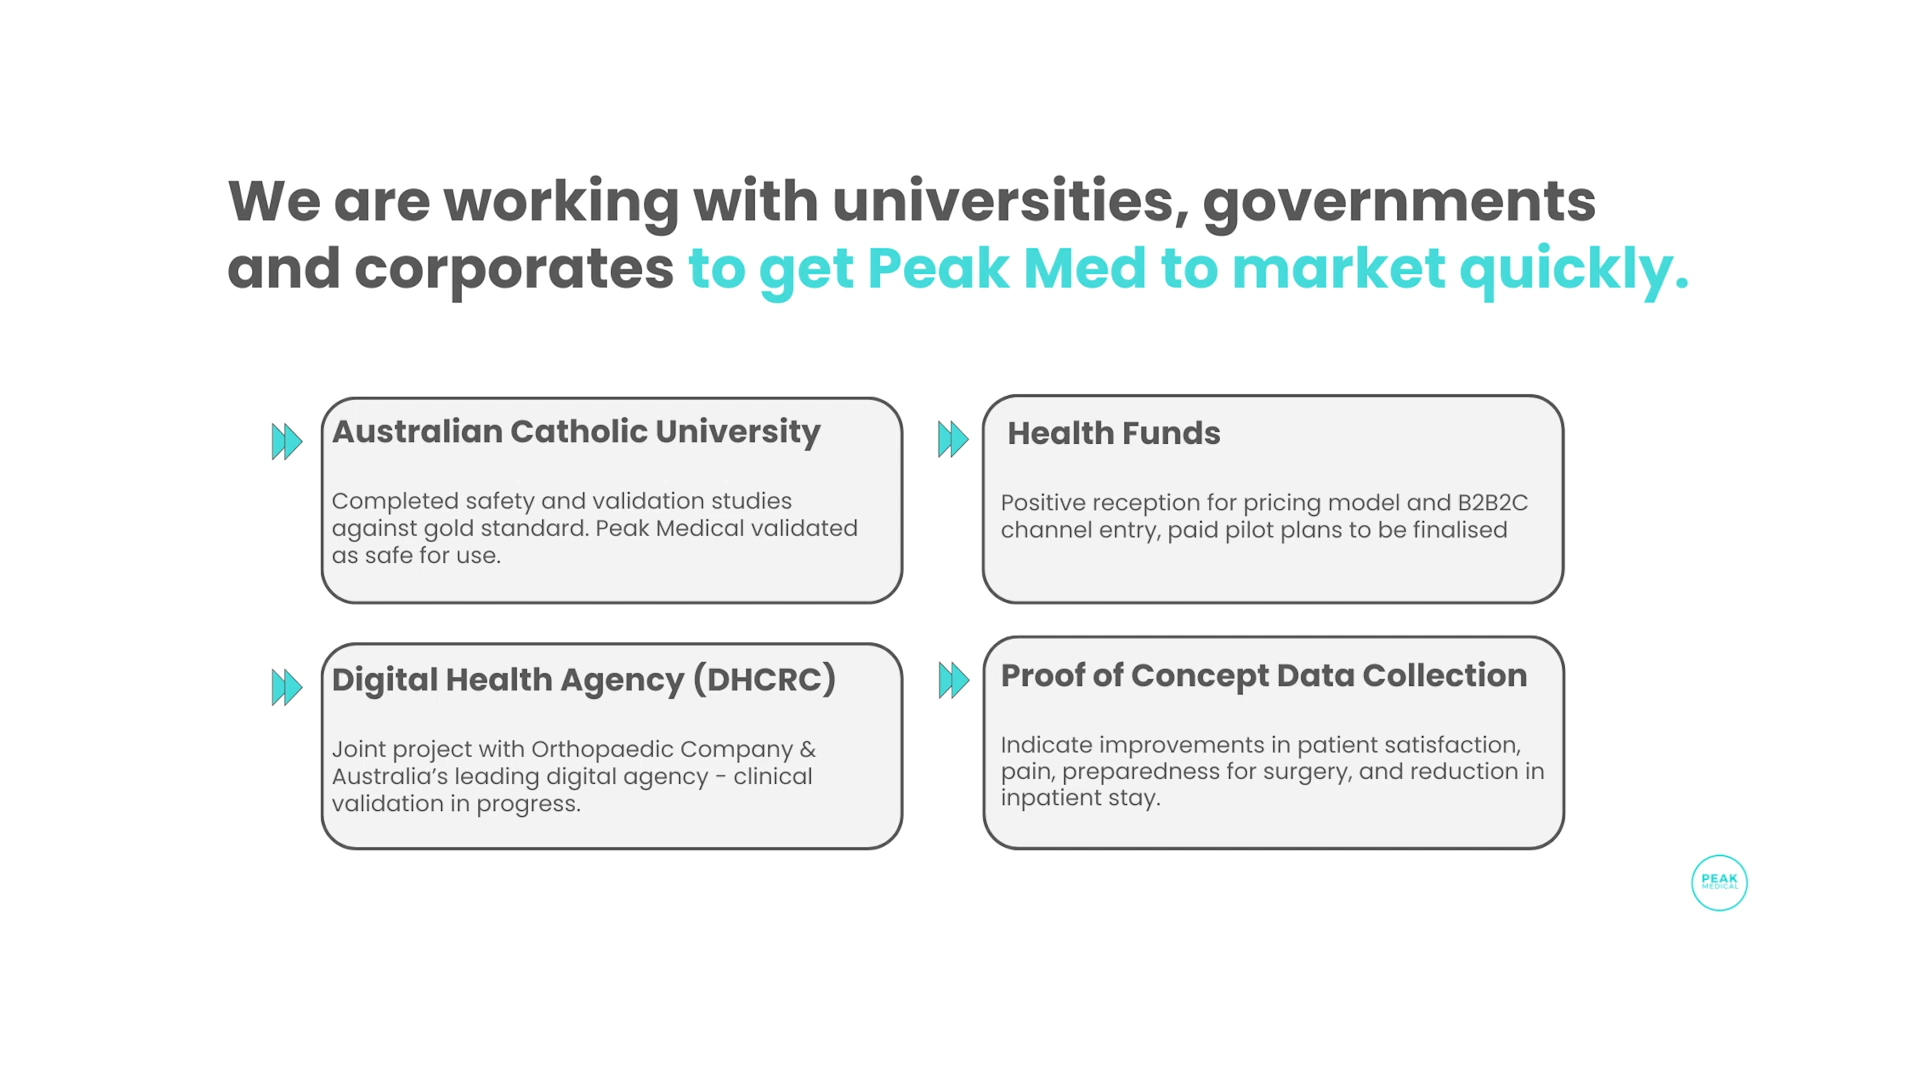 We are working with universities, governments
and corporates to get Peak Med to market quickly.
Australian Catholic University
Completed safety and validation studies
against gold standard. Peak Medical validated
as safe for use.
Health Funds
Positive reception for pricing model and B2B2C
channel entry, paid pilot plans to be finalised
Digital Health Agency (DHCRC)
Joint project with Orthopaedic Company &
Australia’s leading digital agency - clinical
validation in progress.
Proof of Concept Data Collection
Indicate improvements in patient satisfaction,
pain, preparedness for surgery, and reduction in
inpatient stay.
PEAK
MEDICAL